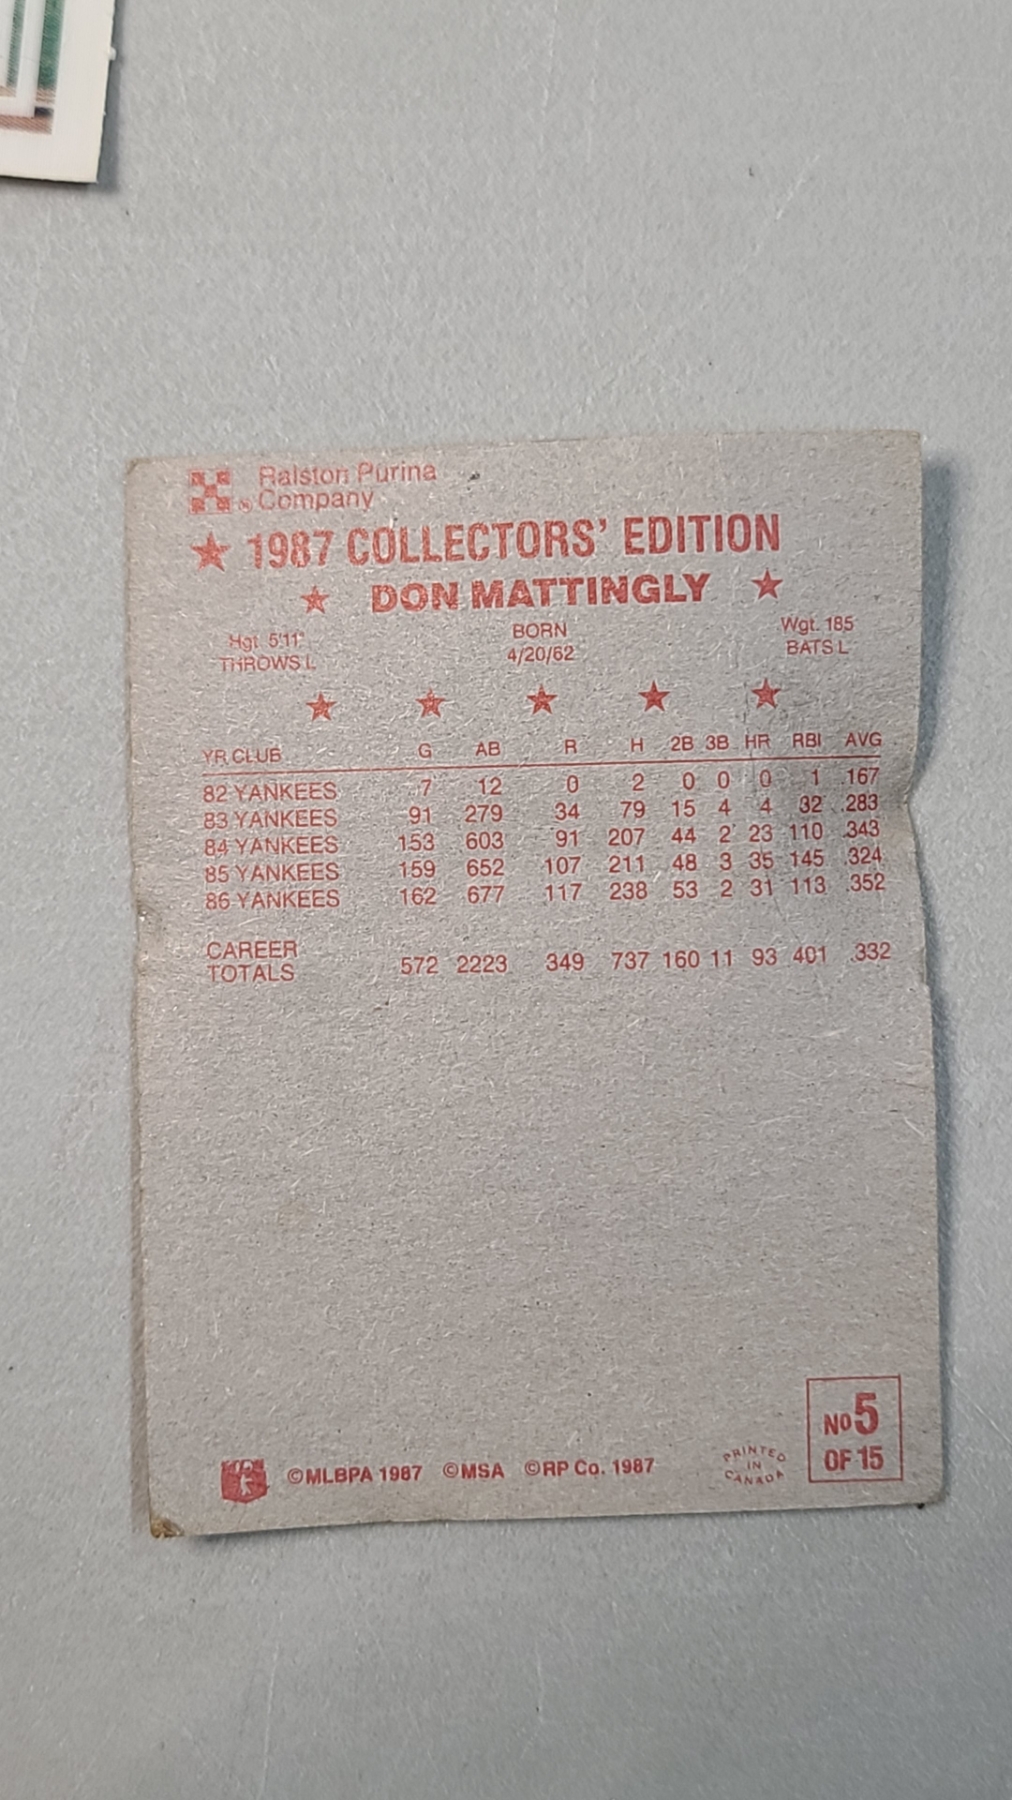 Ralston Purina
® Company
★ 1987 COLLECTORS' EDITION
★ DON MATTINGLY ★
Hgt. 5'11" BORN Wgt. 185
THROWS L 4/20/62 BATS L
★ ★ ★ ★ ★
YR CLUB G AB R H 2B 3B HR RBI AVG
82 YANKEES 7 12 0 2 0 0 0 1 .167
83 YANKEES 91 279 34 79 15 4 4 32 .283
84 YANKEES 153 603 91 207 44 2 23 110 .343
85 YANKEES 159 652 107 211 48 3 35 145 .324
86 YANKEES 162 677 117 238 53 2 31 113 .352
CAREER
TOTALS 572 2223 349 737 160 11 93 401 .332
©MLBPA 1987 ©MSA ©RP Co. 1987
PRINTED
IN
CANADA
No 5
OF 15